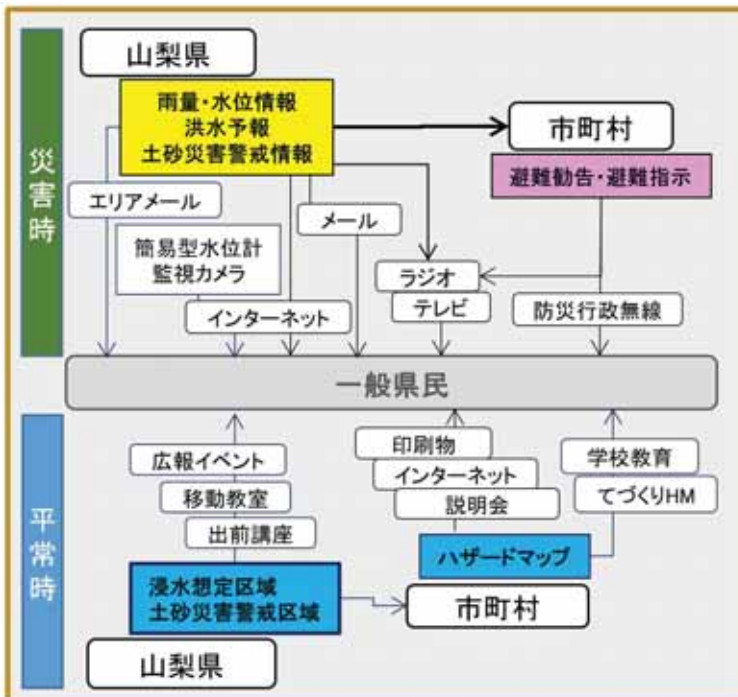 災害時
山梨県
雨量・水位情報
洪水予報
土砂災害警戒情報
市町村
避難勧告・避難指示
エリアメール
メール
簡易型水位計
監視カメラ
インターネット
ラジオ
テレビ
防災行政無線
一般県民
平常時
広報イベント
移動教室
出前講座
印刷物
インターネット
説明会
学校教育
てづくりHM
ハザードマップ
浸水想定区域
土砂災害警戒区域
市町村
山梨県